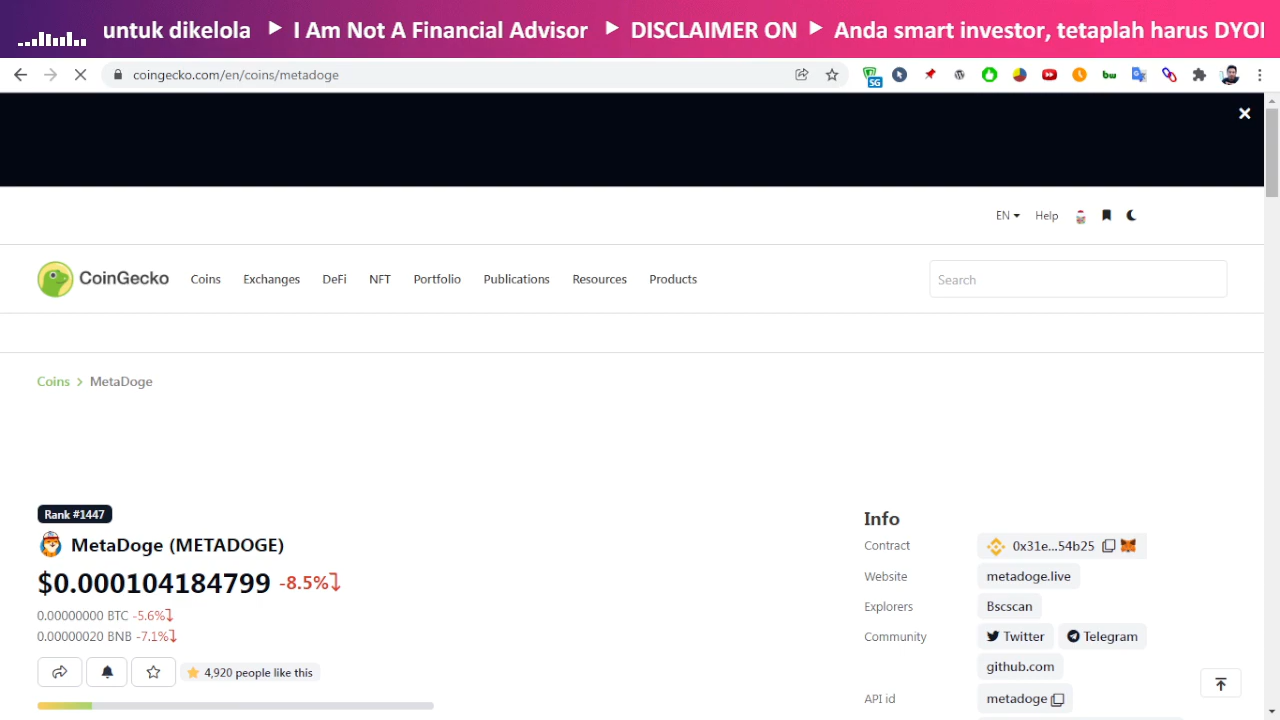 untuk dikelola ▶ I Am Not A Financial Advisor ▶ DISCLAIMER ON ▶ Anda smart investor, tetaplah harus DYO
coingecko.com/en/coins/metadoge
SG
bw
EN Help
CoinGecko Coins Exchanges DeFi NFT Portfolio Publications Resources Products Search
Coins > MetaDoge
Rank #1447
MetaDoge (METADOGE)
$0.000104184799 -8.5%
0.00000000 BTC -5.6%
0.00000020 BNB -7.1%
4,920 people like this
Info
Contract 0x31e...54b25
Website metadoge.live
Explorers Bscscan
Community Twitter Telegram
github.com
API id metadoge